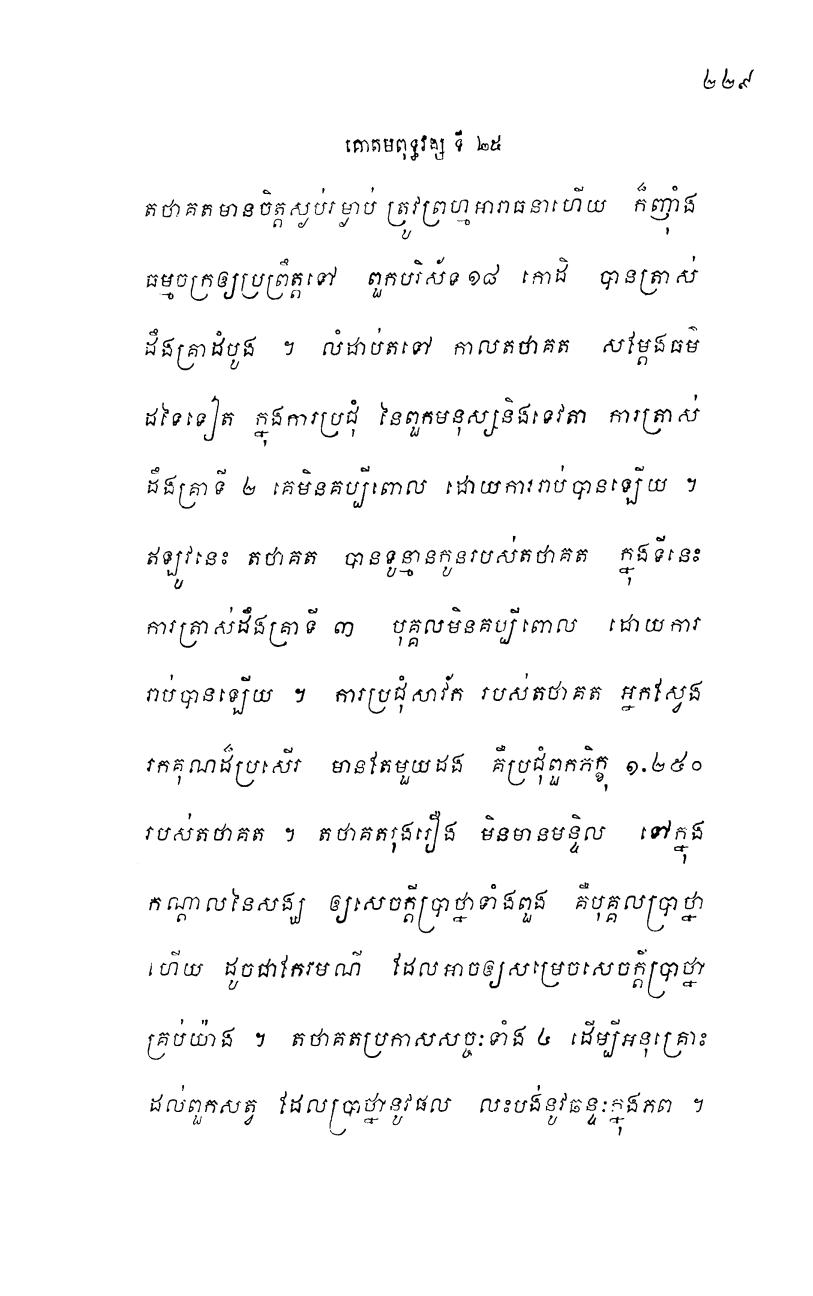 ២២៩
គោតមពុទ្ធវង្ស ទី ២៥
តថាគតមានចិត្តស្ងប់រម្ងាប់ ត្រូវព្រហ្មអារាធនាហើយ ក៏ញុំាង
ធម្មចក្រឲ្យប្រព្រឹត្តទៅ ពួកបរិស័ទ ១៨ កោដិ បានត្រាស់
ដឹងគ្រាដំបូង ។ លំដាប់តទៅ កាលតថាគត សម្តែងធម៌
ដទៃទៀត ក្នុងការប្រជុំ នៃពួកមនុស្សនិងទេវតា ការត្រាស់
ដឹងគ្រាទី ២ គេមិនគប្បីពោល ដោយការរាប់បានឡើយ ។
ឥឡូវនេះ តថាគត បានទូន្មានកូនរបស់តថាគត ក្នុងទីនេះ
ការត្រាស់ដឹងគ្រាទី ៣ បុគ្គលមិនគប្បីពោល ដោយការ
រាប់បានឡើយ ។ ការប្រជុំសាវ័ក របស់តថាគត អ្នកស្វែង
រកគុណដ៏ប្រសើរ មានតែមួយដង គឺប្រជុំពួកភិក្ខុ ១.២៥០
របស់តថាគត ។ តថាគតរុងរឿង មិនមានមន្ទិល នៅក្នុង
កណ្តាលនៃសង្ឃ ឲ្យសេចក្តីប្រាថ្នាទាំងពួង គឺបុគ្គលប្រាថ្នា
ហើយ ដូចជាកែវមណី ដែលអាចឲ្យសម្រេចសេចក្តីប្រាថ្នា
គ្រប់យ៉ាង ។ តថាគតប្រកាសសច្ចៈទាំង ៤ ដើម្បីអនុគ្រោះ
ដល់ពួកសត្វ ដែលប្រាថ្នានូវផល លះបង់នូវឆន្ទៈក្នុងភព ។